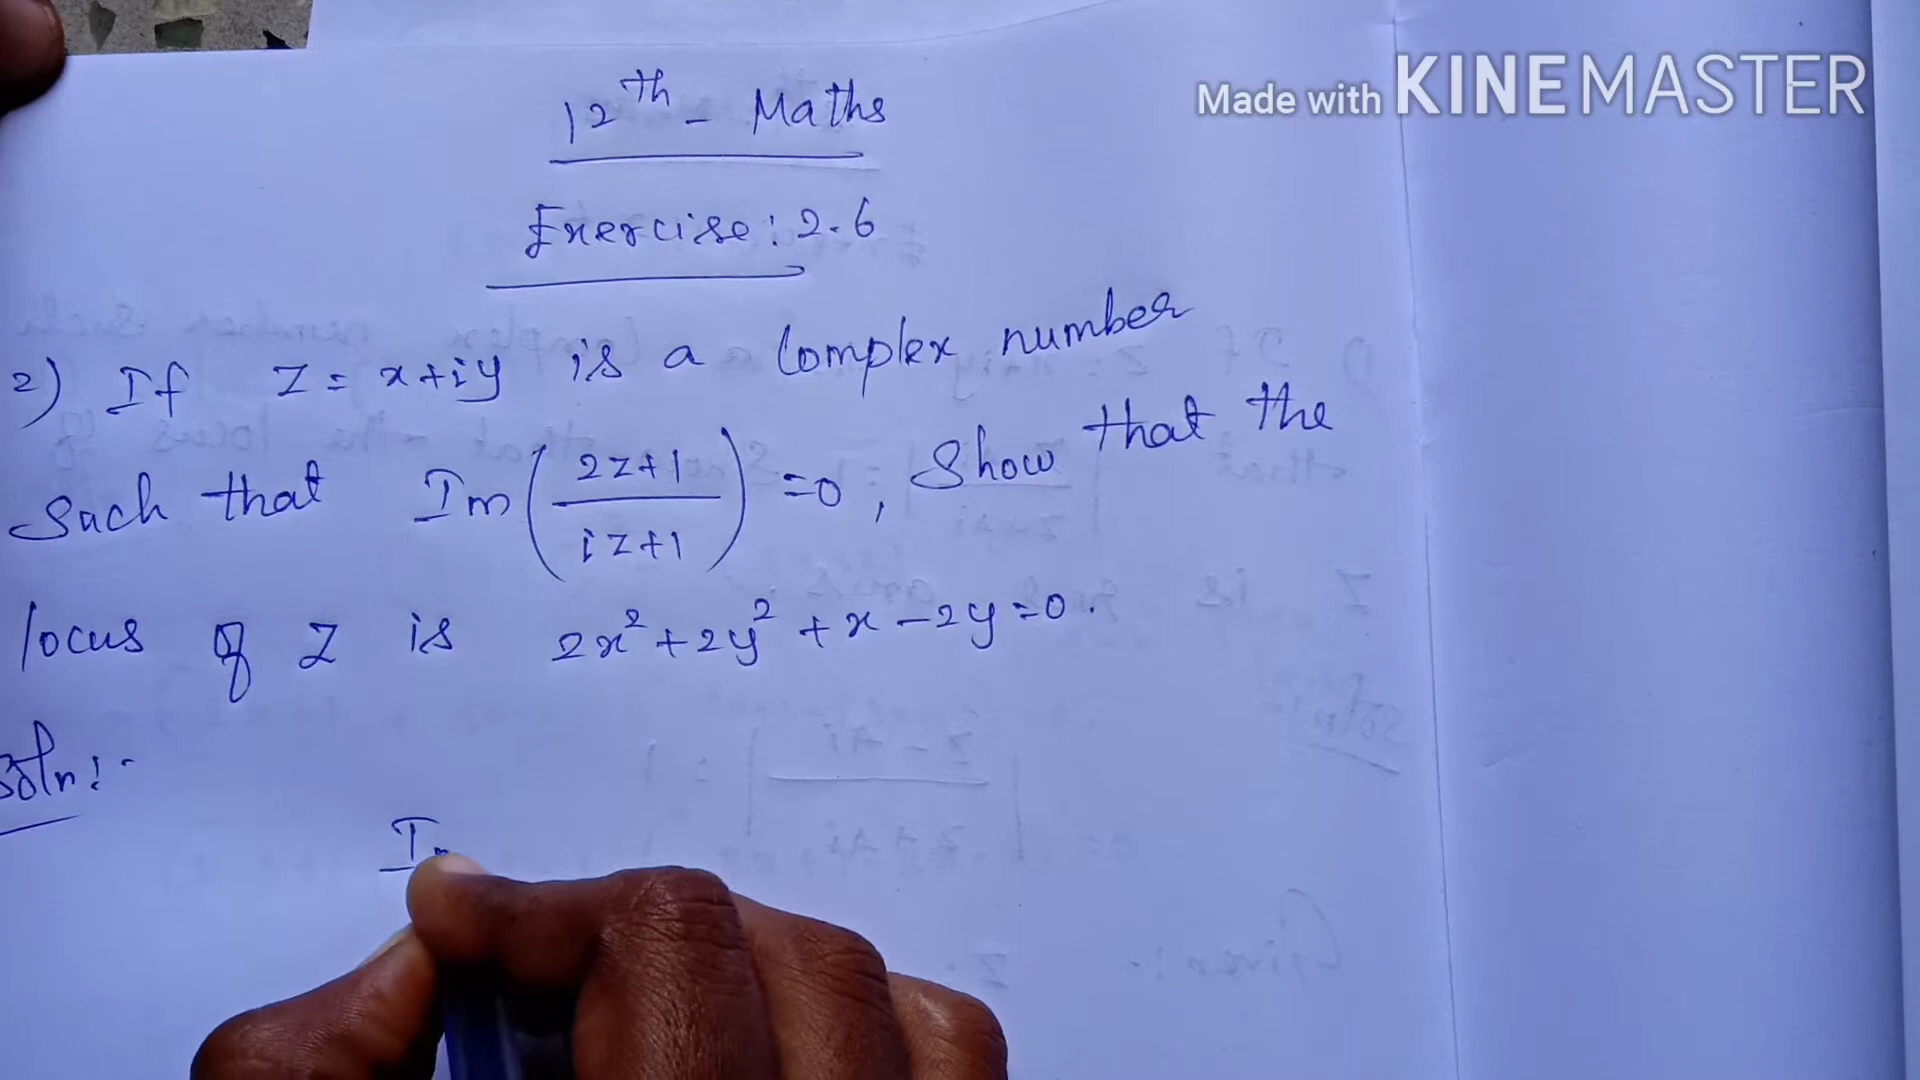 Made with KINEMASTER
12th - Maths
Exercise: 2.6
2) If z = x+iy is a complex number
such that Im(2z+1/iz+1) =0, Show that the
locus of z is 2x²+2y²+x-2y=0.
Soln:-
Im